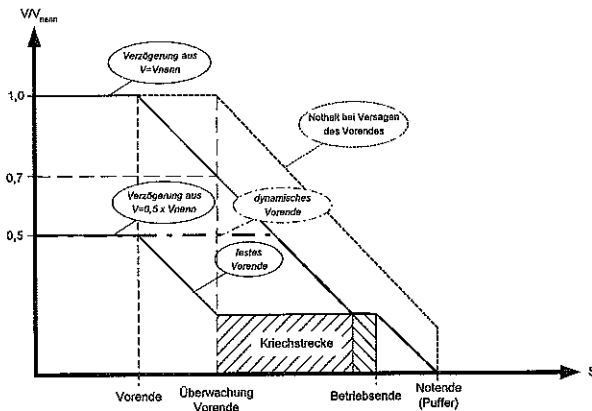 V/Vnenn
Verzögerung aus
V=Vnenn
1,0
Nothalt bei Versagen
des Vorendes
0,7
Verzögerung aus
V=0,5 x Vnenn
dynamisches
Vorende
0,5
festes
Vorende
Kriechstrecke
S
Vorende
Überwachung
Vorende
Betriebsende
Notende
(Puffer)